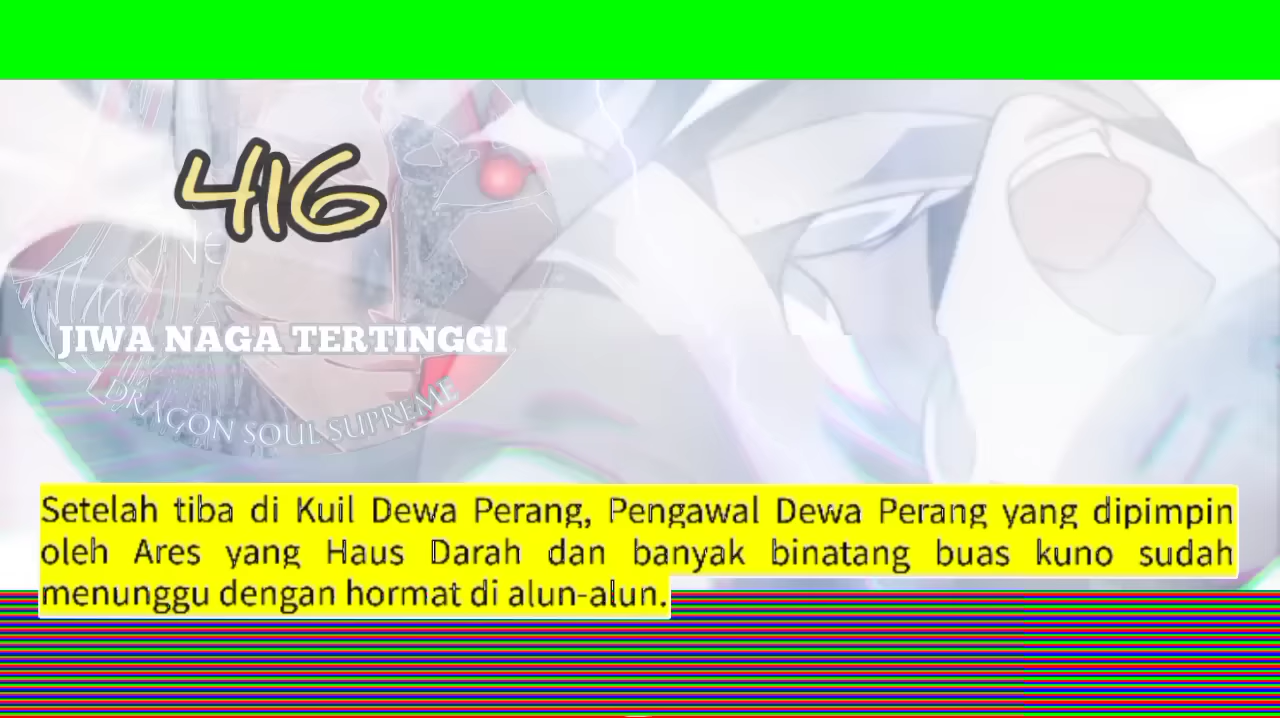 416
NE
JIWA NAGA TERTINGGI
DRAGON SOUL SUPREME
Setelah tiba di Kuil Dewa Perang, Pengawal Dewa Perang yang dipimpin
oleh Ares yang Haus Darah dan banyak binatang buas kuno sudah
menunggu dengan hormat di alun-alun.